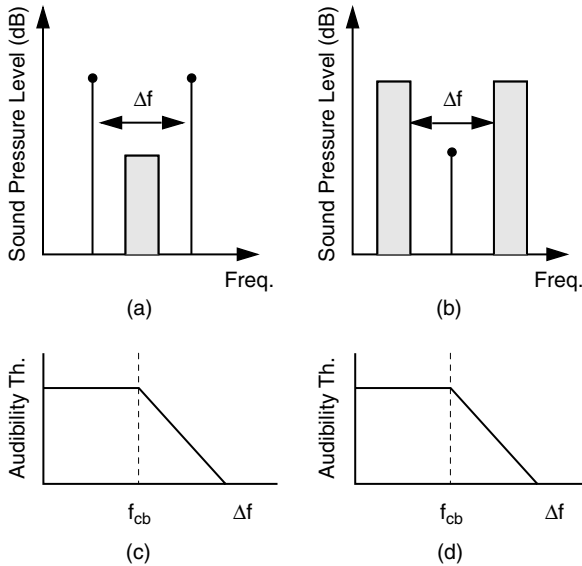 Sound Pressure Level (dB)
Δf
Freq.
(a)
Sound Pressure Level (dB)
Δf
Freq.
(b)
Audibility Th.
f_cb
Δf
(c)
Audibility Th.
f_cb
Δf
(d)